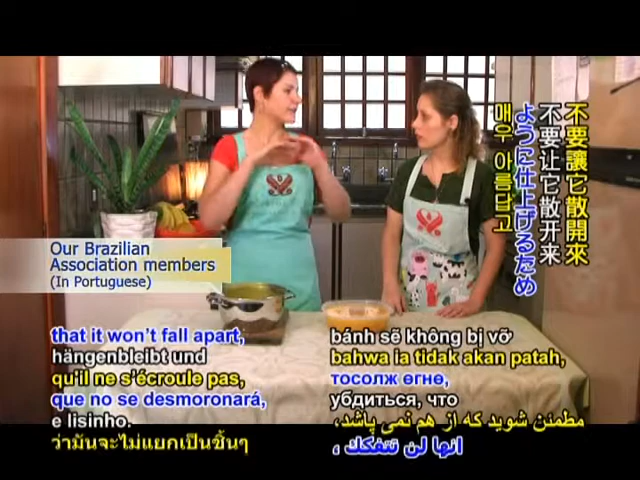 Our Brazilian
Association members
(In Portuguese)
不要讓它散開來
不要让它散开来
ように仕上げるため
매우 아름답고
that it won't fall apart,
hängenbleibt und
qu'il ne s'écroule pas,
que no se desmoronará,
e lisinho.
ว่ามันจะไม่แยกเป็นชิ้นๆ
bánh sẽ không bị vỡ
bahwa ia tidak akan patah,
тосолж өгнө,
убдиться, что
مطمئن شوید که از هم نمی پاشد،
انها لن تتفكك ،